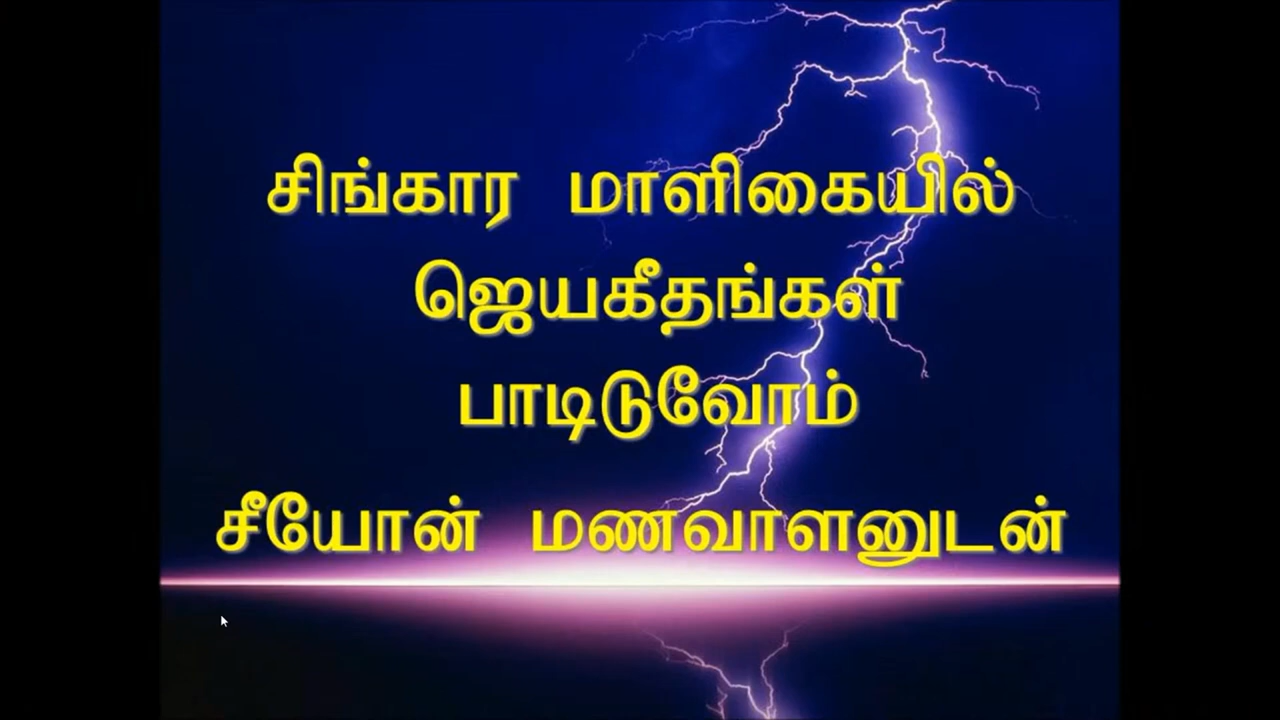 சிங்கார மாளிகையில்
ஜெயகீதங்கள்
பாடிடுவோம்
சீயோன் மணவாளனுடன்